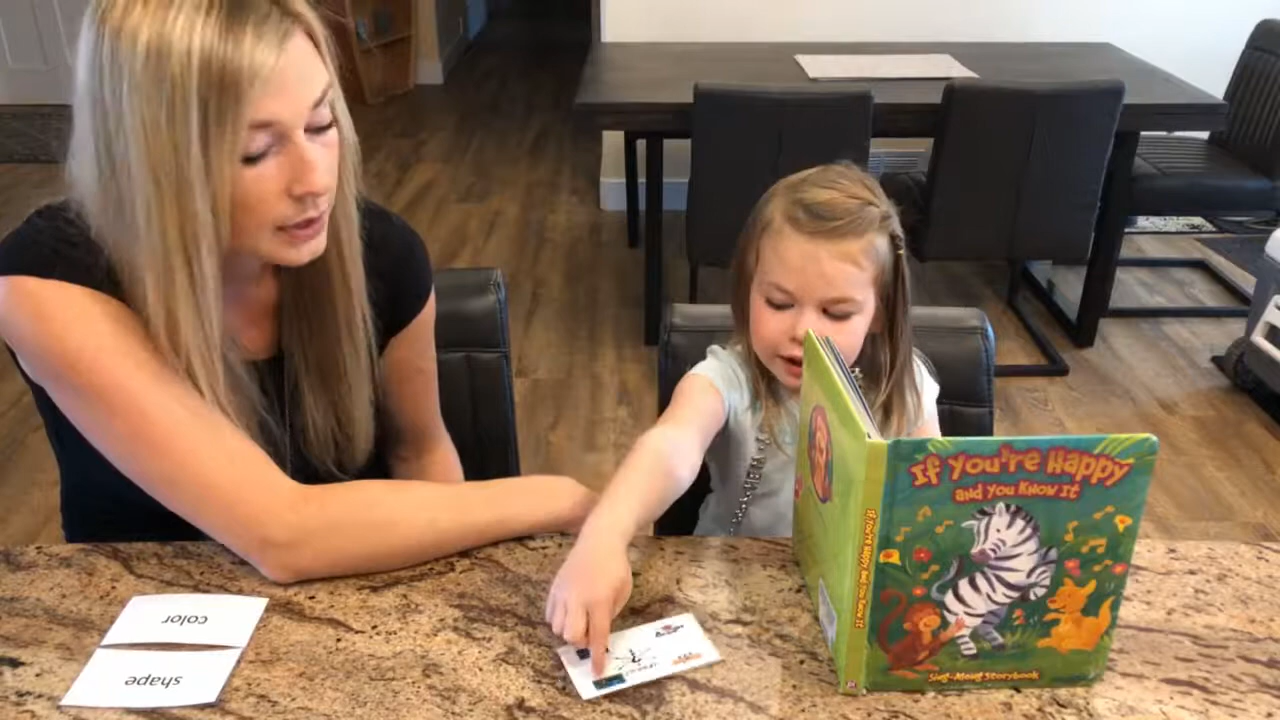 If You're Happy
and You Know It
If You're Happy and You Know It
Sing-Along Storybook
color
shape